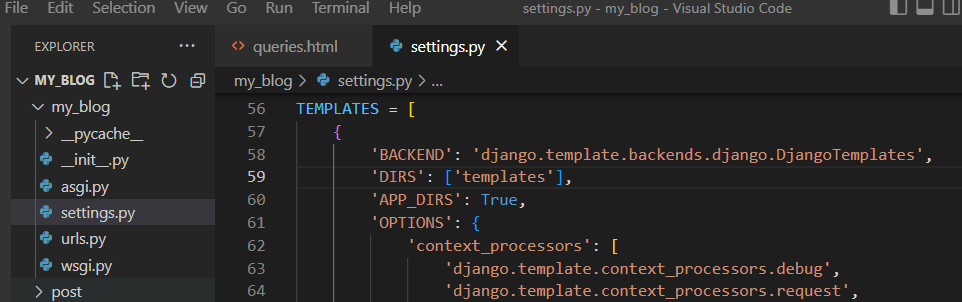 File Edit Selection View Go Run Terminal Help settings.py - my_blog - Visual Studio Code
EXPLORER ···
MY_BLOG
my_blog
__pycache__
__init__.py
asgi.py
settings.py
urls.py
wsgi.py
post
queries.html settings.py
my_blog > settings.py > ...
56 TEMPLATES = [
57 {
58 'BACKEND': 'django.template.backends.django.DjangoTemplates',
59 'DIRS': ['templates'],
60 'APP_DIRS': True,
61 'OPTIONS': {
62 'context_processors': [
63 'django.template.context_processors.debug',
64 'django.template.context_processors.request',